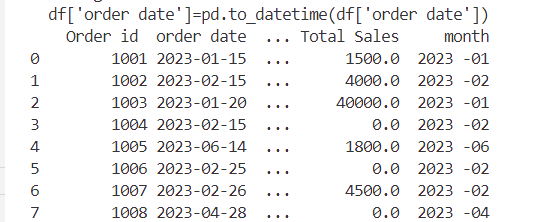 df['order date']=pd.to_datetime(df['order date'])
Order id order date ... Total Sales month
0 1001 2023-01-15 ... 1500.0 2023 -01
1 1002 2023-02-15 ... 4000.0 2023 -02
2 1003 2023-01-20 ... 40000.0 2023 -01
3 1004 2023-02-15 ... 0.0 2023 -02
4 1005 2023-06-14 ... 1800.0 2023 -06
5 1006 2023-02-25 ... 0.0 2023 -02
6 1007 2023-02-26 ... 4500.0 2023 -02
7 1008 2023-04-28 ... 0.0 2023 -04